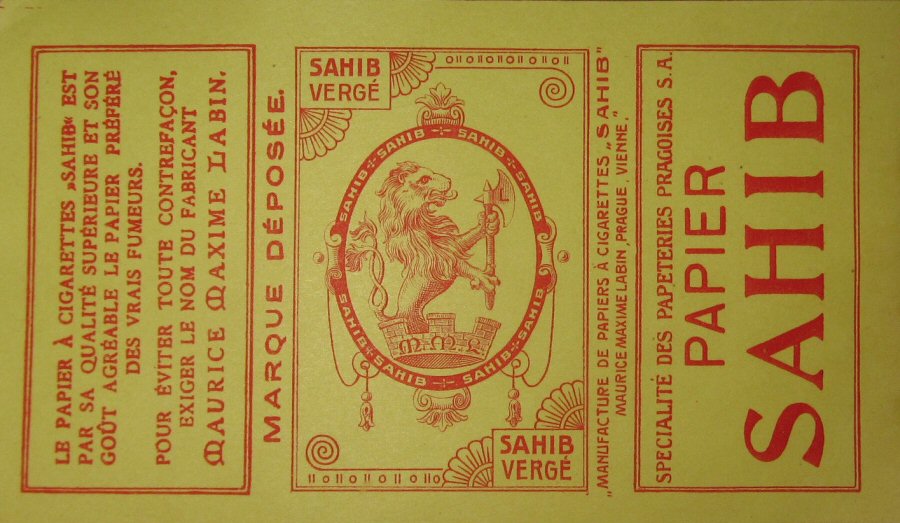 LE PAPIER À CIGARETTES »SAHIB« EST
PAR SA QUALITÉ SUPÉRIEURE ET SON
GOÛT AGRÉABLE LE PAPIER PRÉFÉRÉ
DES VRAIS FUMEURS.
POUR ÉVITER TOUTE CONTREFAÇON,
EXIGER LE NOM DU FABRICANT
MAURICE MAXIME LABIN.
MARQUE DÉPOSÉE.
SAHIB
VERGÉ
SAHIB + SAHIB + SAHIB + SAHIB
M.M.L.
SAHIB + SAHIB – SAHIB + SAHIB
SAHIB
VERGÉ
„MANUFACTURE DE PAPIERS À CIGARETTES „SAHIB"
MAURICE MAXIME LABIN, PRAGUE, VIENNE."
SPECIALITÉ DES PAPETERIES PRAGOISES S. A.
PAPIER
SAHIB